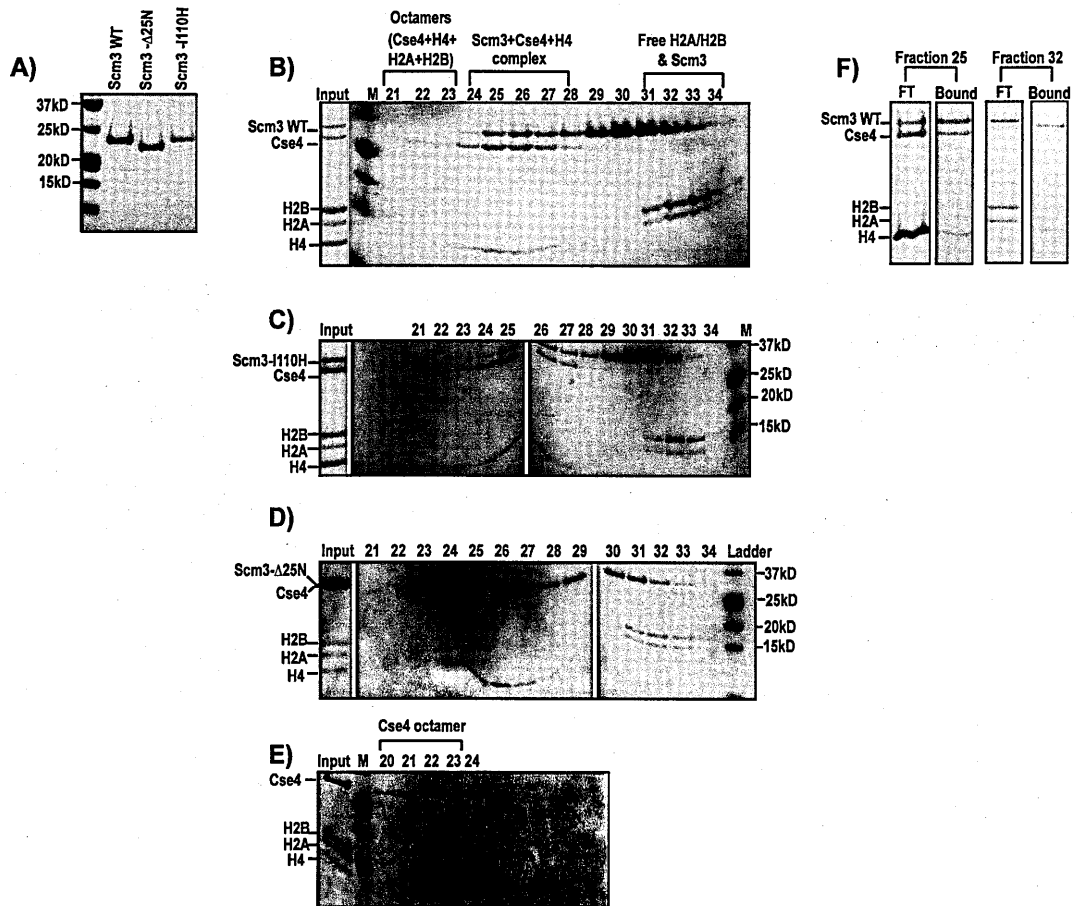 A)
Scm3 WT
Scm3 -Δ25N
Scm3 -I110H
37kD
25kD
20kD
15kD
B)
Octamers
(Cse4+H4+
H2A+H2B)
Scm3+Cse4+H4
complex
Free H2A/H2B
& Scm3
Input M 21 22 23 24 25 26 27 28 29 30 31 32 33 34
Scm3 WT
Cse4
H2B
H2A
H4
F)
Fraction 25 Fraction 32
FT Bound FT Bound
Scm3 WT
Cse4
H2B
H2A
H4
C)
Input 21 22 23 24 25 26 27 28 29 30 31 32 33 34 M
Scm3-I110H
Cse4
H2B
H2A
H4
37kD
25kD
20kD
15kD
D)
Input 21 22 23 24 25 26 27 28 29 30 31 32 33 34 Ladder
Scm3-Δ25N
Cse4
H2B
H2A
H4
37kD
25kD
20kD
15kD
E)
Cse4 octamer
Input M 20 21 22 23 24
Cse4
H2B
H2A
H4